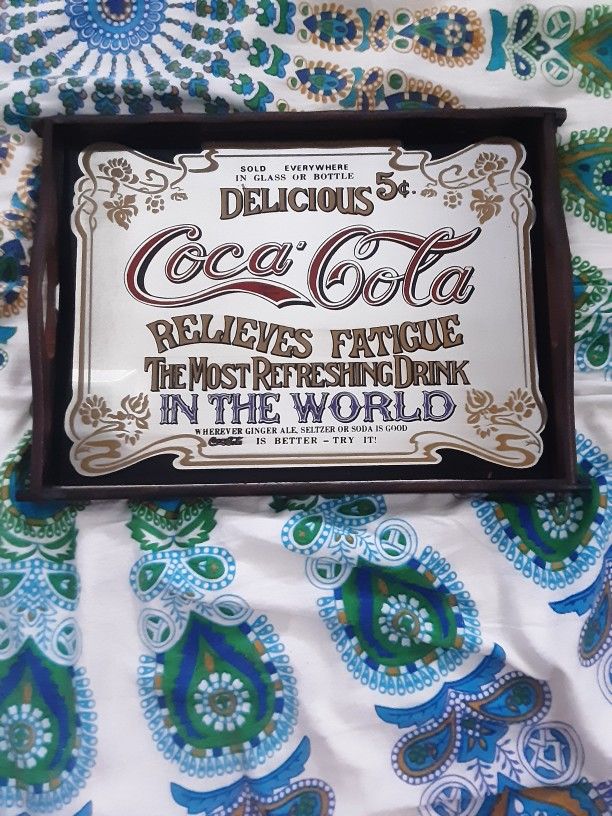 SOLD EVERYWHERE
IN GLASS OR BOTTLE
DELICIOUS 5¢.
Coca-Cola
RELIEVES FATIGUE
THE MOST REFRESHING DRINK
IN THE WORLD
WHEREVER GINGER ALE, SELTZER OR SODA IS GOOD
Coca-Cola IS BETTER – TRY IT!